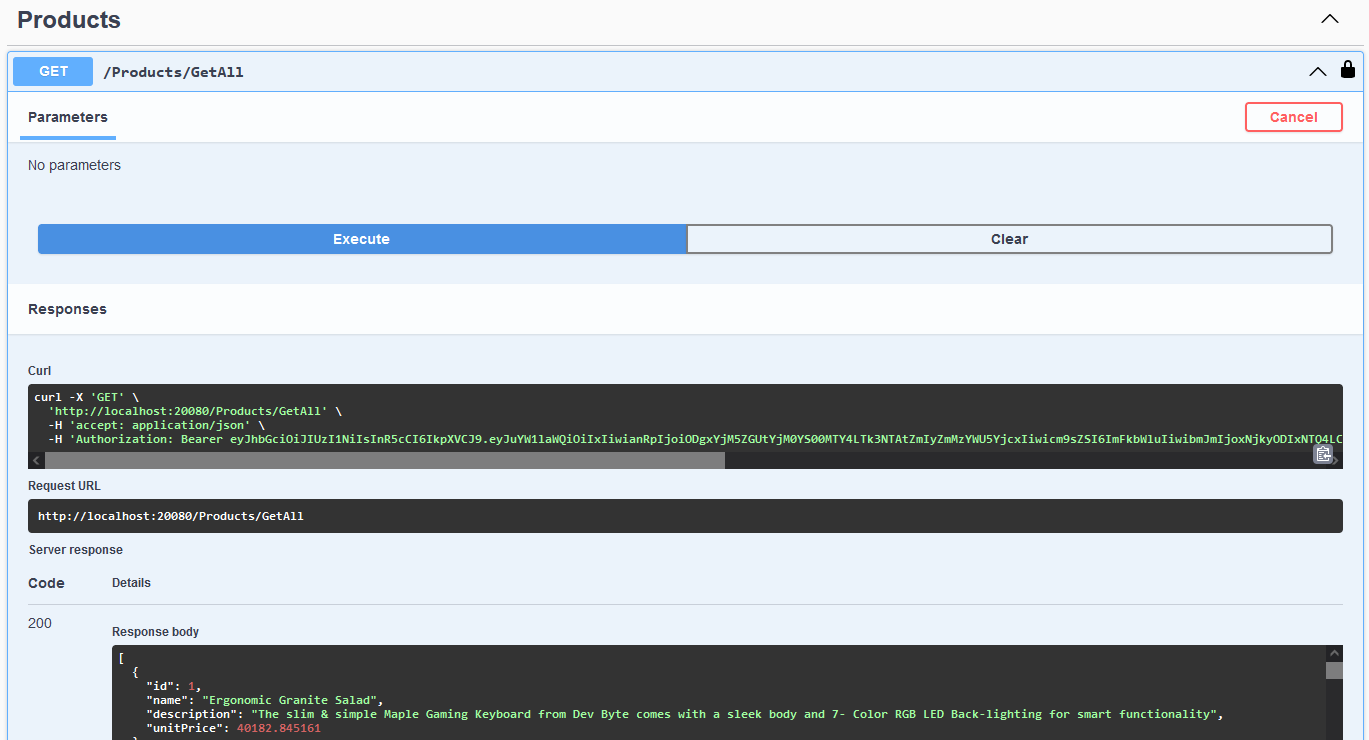 Products
GET /Products/GetAll
Parameters
Cancel
No parameters
Execute
Clear
Responses
Curl
curl -X 'GET' \
'http://localhost:20080/Products/GetAll' \
-H 'accept: application/json' \
-H 'Authorization: Bearer eyJhbGciOiJIUzI1NiIsInR5cCI6IkpXVCJ9.eyJuYW1laWQiOiIxIiwianRpIjoiODgxYjM5ZGUtYjM0YS00MTY4LTk3NTAtZmIyZmMzYWU5YjcxIiwicm9sZSI6ImFkbWluIiwibmJmIjoxNjkyODIxNTQ4LC
Request URL
http://localhost:20080/Products/GetAll
Server response
Code
Details
200
Response body
[
{
"id": 1,
"name": "Ergonomic Granite Salad",
"description": "The slim & simple Maple Gaming Keyboard from Dev Byte comes with a sleek body and 7- Color RGB LED Back-lighting for smart functionality",
"unitPrice": 40182.845161